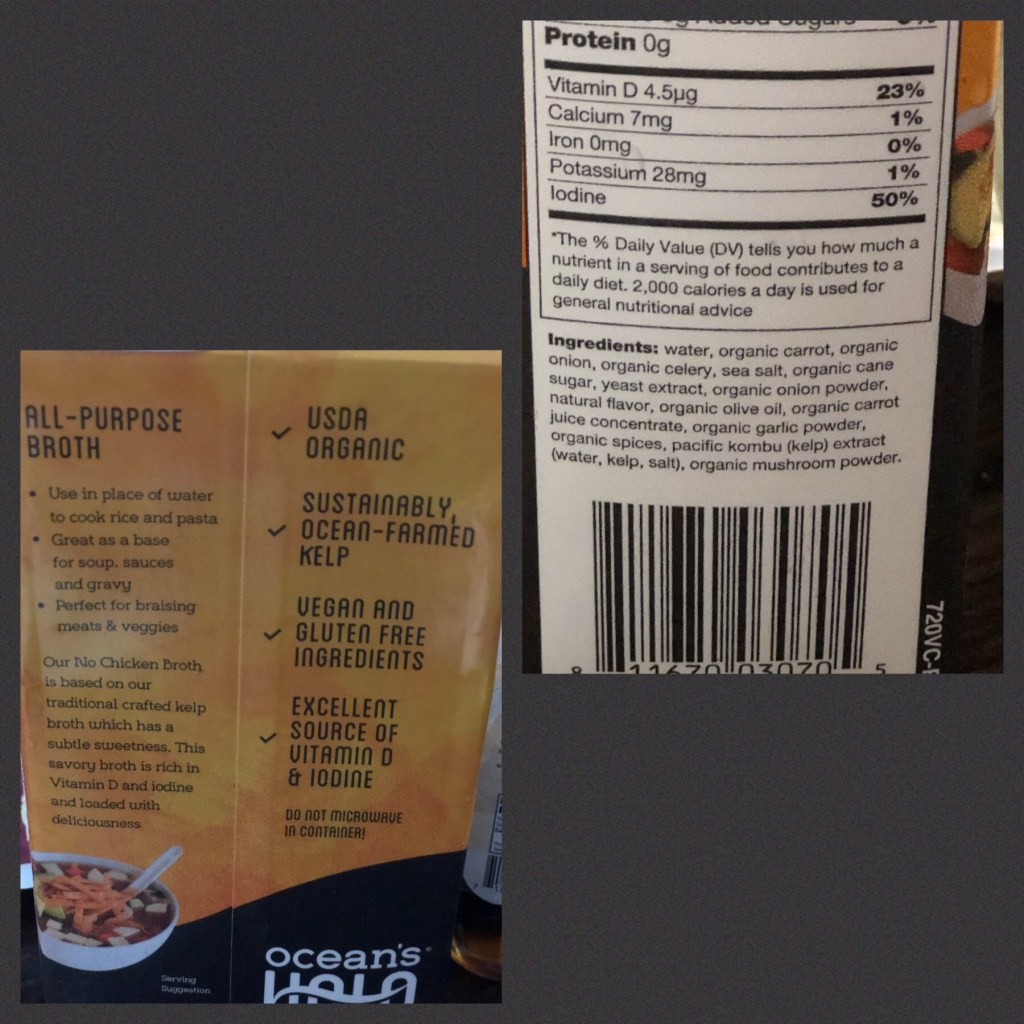 Protein 0g
Vitamin D 4.5µg 23%
Calcium 7mg 1%
Iron 0mg 0%
Potassium 28mg 1%
Iodine 50%
*The % Daily Value (DV) tells you how much a
nutrient in a serving of food contributes to a
daily diet. 2,000 calories a day is used for
general nutritional advice
Ingredients: water, organic carrot, organic
onion, organic celery, sea salt, organic cane
sugar, yeast extract, organic onion powder,
natural flavor, organic olive oil, organic carrot
juice concentrate, organic garlic powder,
organic spices, pacific kombu (kelp) extract
(water, kelp, salt), organic mushroom powder.
8 11670 03070 5
720VC-
ALL-PURPOSE
BROTH
• Use in place of water
to cook rice and pasta
• Great as a base
for soup, sauces
and gravy
• Perfect for braising
meats & veggies
Our No Chicken Broth
is based on our
traditional crafted kelp
broth which has a
subtle sweetness. This
savory broth is rich in
Vitamin D and iodine
and loaded with
deliciousness
Serving
Suggestion
USDA
ORGANIC
SUSTAINABLY,
OCEAN-FARMED
KELP
VEGAN AND
GLUTEN FREE
INGREDIENTS
EXCELLENT
SOURCE OF
VITAMIN D
& IODINE
DO NOT MICROWAVE
IN CONTAINER!
ocean's